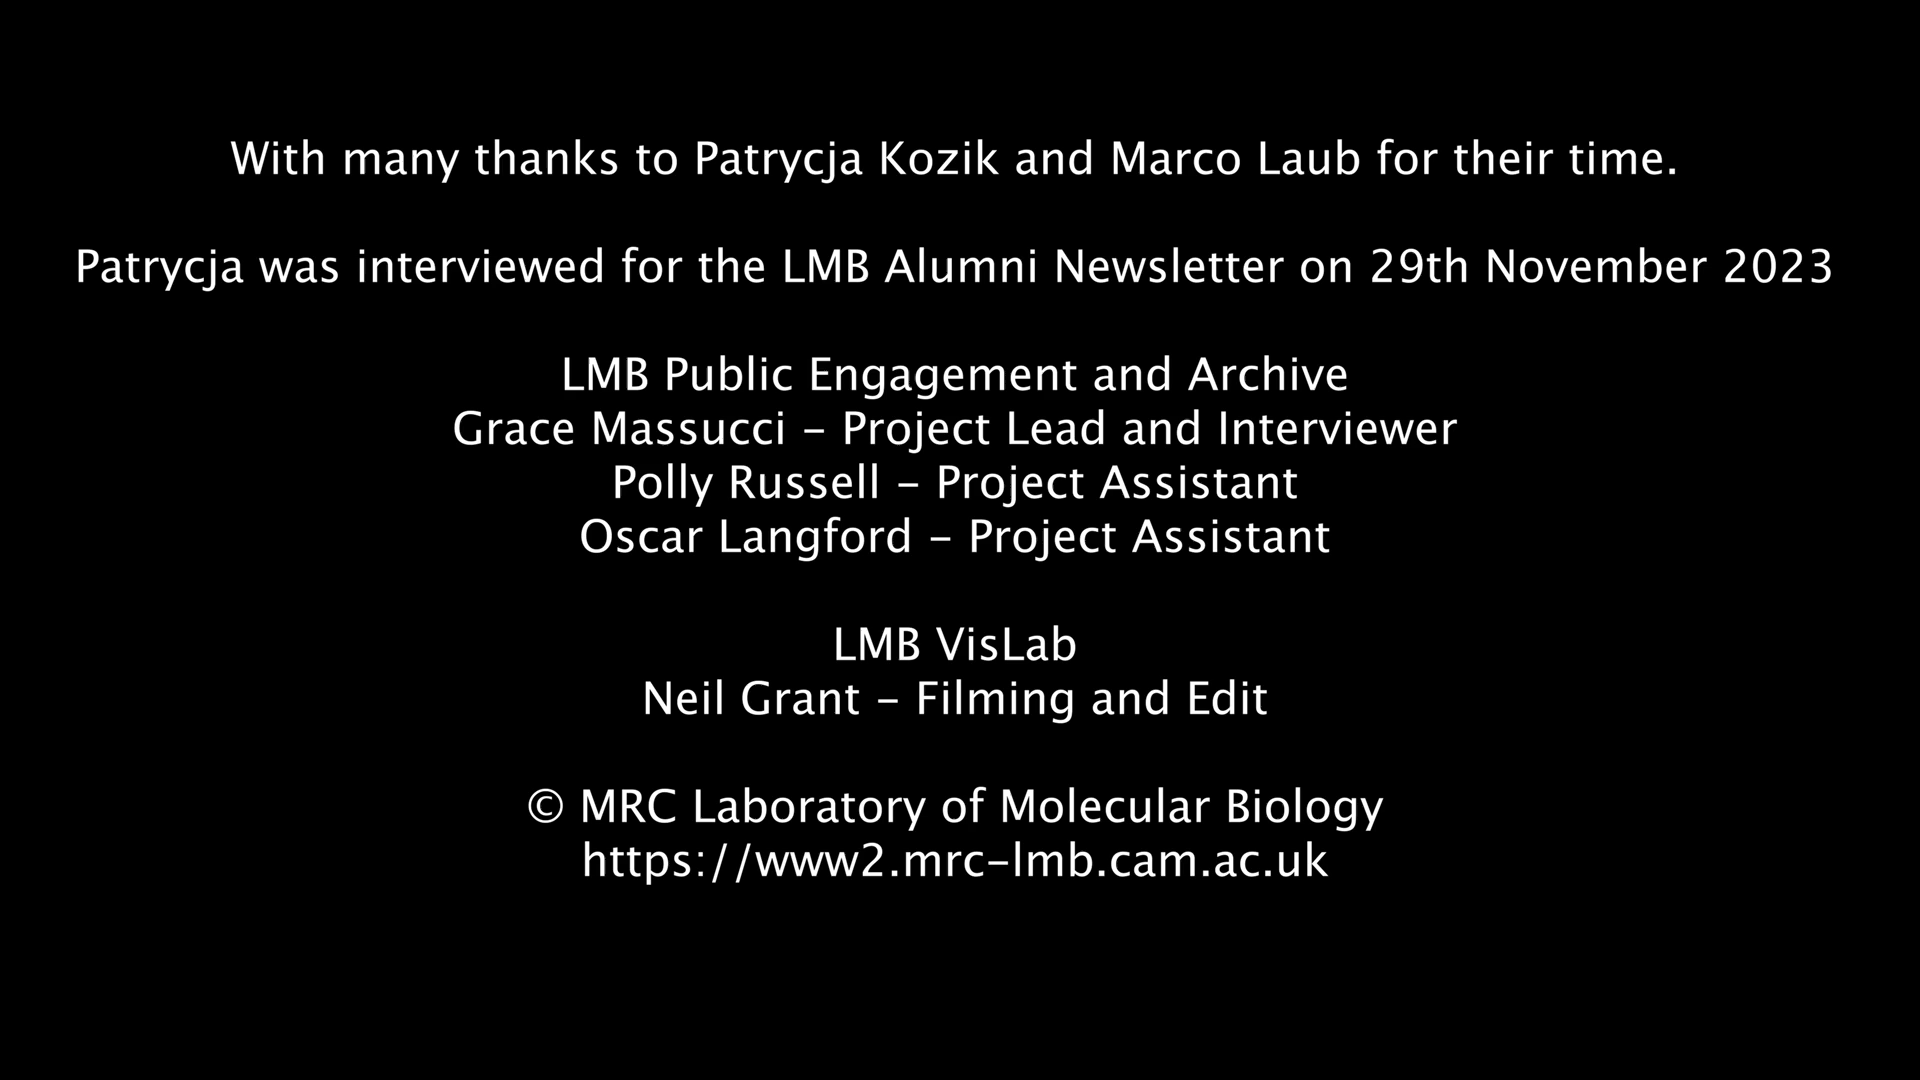 With many thanks to Patrycja Kozik and Marco Laub for their time.
Patrycja was interviewed for the LMB Alumni Newsletter on 29th November 2023
LMB Public Engagement and Archive
Grace Massucci – Project Lead and Interviewer
Polly Russell – Project Assistant
Oscar Langford – Project Assistant
LMB VisLab
Neil Grant – Filming and Edit
© MRC Laboratory of Molecular Biology
https://www2.mrc-lmb.cam.ac.uk